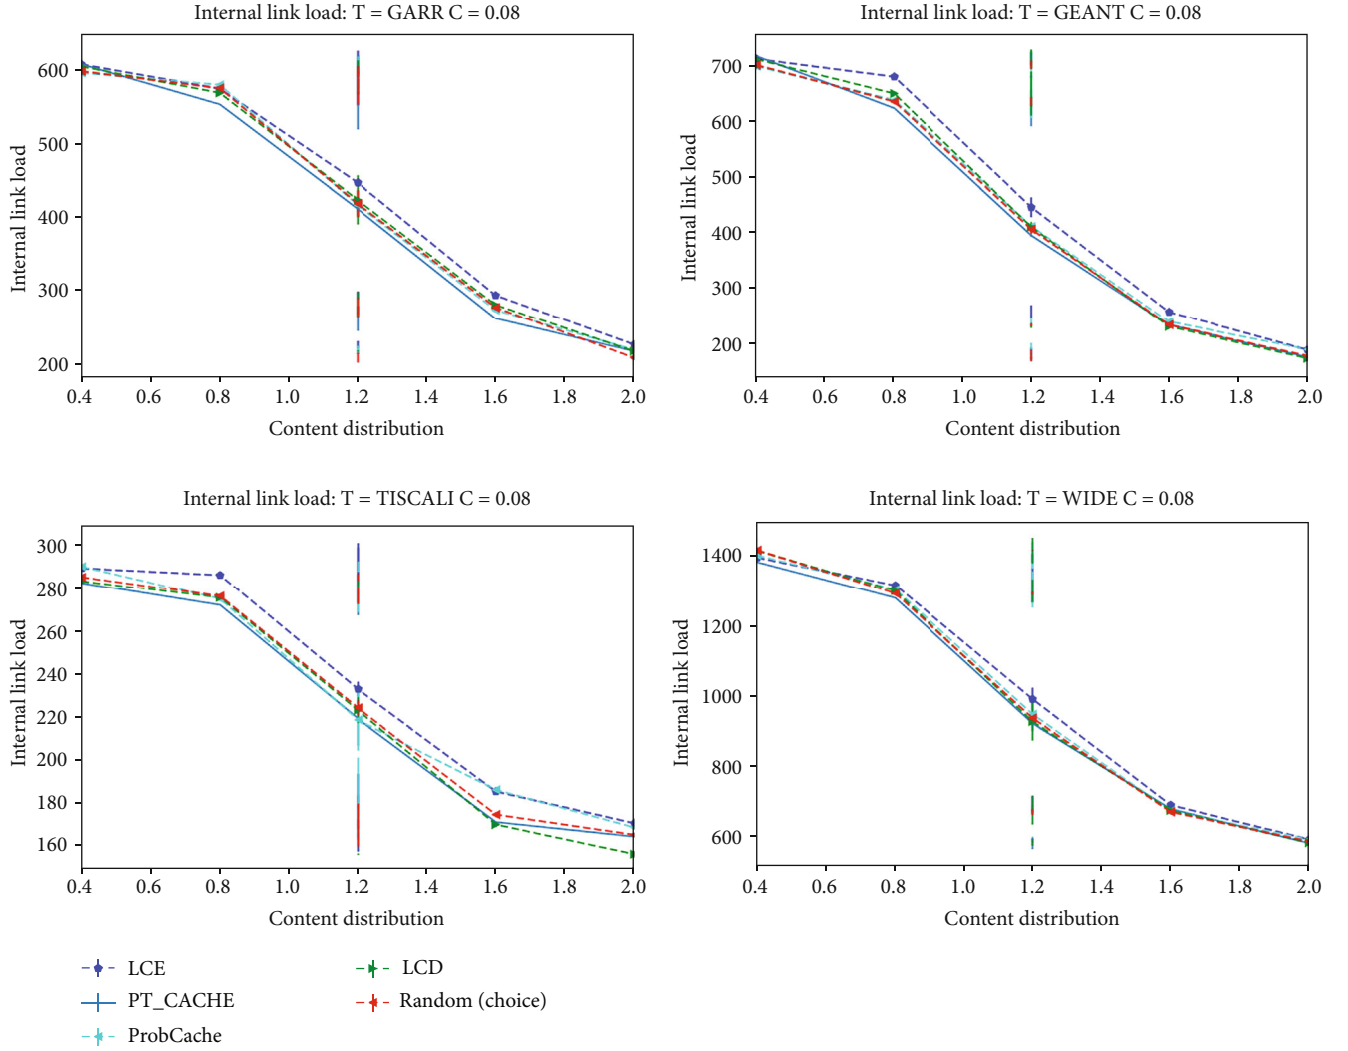 Internal link load: T = GARR C = 0.08
600
500
400
300
200
Internal link load
0.4 0.6 0.8 1.0 1.2 1.4 1.6 1.8 2.0
Content distribution
Internal link load: T = GEANT C = 0.08
700
600
500
400
300
200
Internal link load
0.4 0.6 0.8 1.0 1.2 1.4 1.6 1.8 2.0
Content distribution
Internal link load: T = TISCALI C = 0.08
300
280
260
240
220
200
180
160
Internal link load
0.4 0.6 0.8 1.0 1.2 1.4 1.6 1.8 2.0
Content distribution
Internal link load: T = WIDE C = 0.08
1400
1200
1000
800
600
Internal link load
0.4 0.6 0.8 1.0 1.2 1.4 1.6 1.8 2.0
Content distribution
LCE
PT_CACHE
ProbCache
LCD
Random (choice)